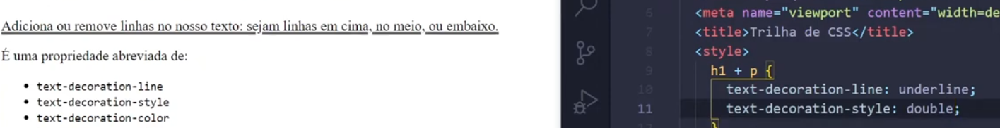 Adiciona ou remove linhas no nosso texto: sejam linhas em cima, no meio, ou embaixo.
É uma propriedade abreviada de:
• text-decoration-line
• text-decoration-style
• text-decoration-color
6 <meta name="viewport" content="width=de
7 <title>Trilha de CSS</title>
8 <style>
9 h1 + p {
10 text-decoration-line: underline;
11 text-decoration-style: double;
12 }